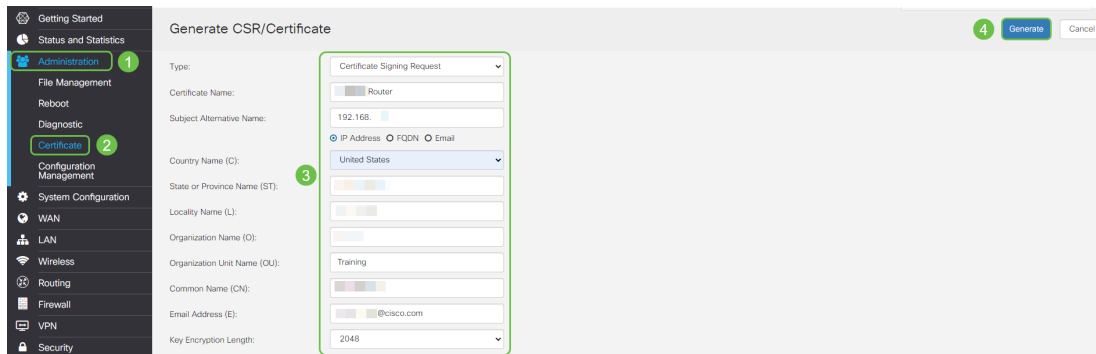 Getting Started
Status and Statistics
Administration 1
File Management
Reboot
Diagnostic
Certificate 2
Configuration
Management
System Configuration
WAN
LAN
Wireless
Routing
Firewall
VPN
Security
Generate CSR/Certificate
4 Generate Cancel
3
Type: Certificate Signing Request
Certificate Name: Router
Subject Alternative Name: 192.168.
IP Address FQDN Email
Country Name (C): United States
State or Province Name (ST):
Locality Name (L):
Organization Name (O):
Organization Unit Name (OU): Training
Common Name (CN):
Email Address (E): @cisco.com
Key Encryption Length: 2048